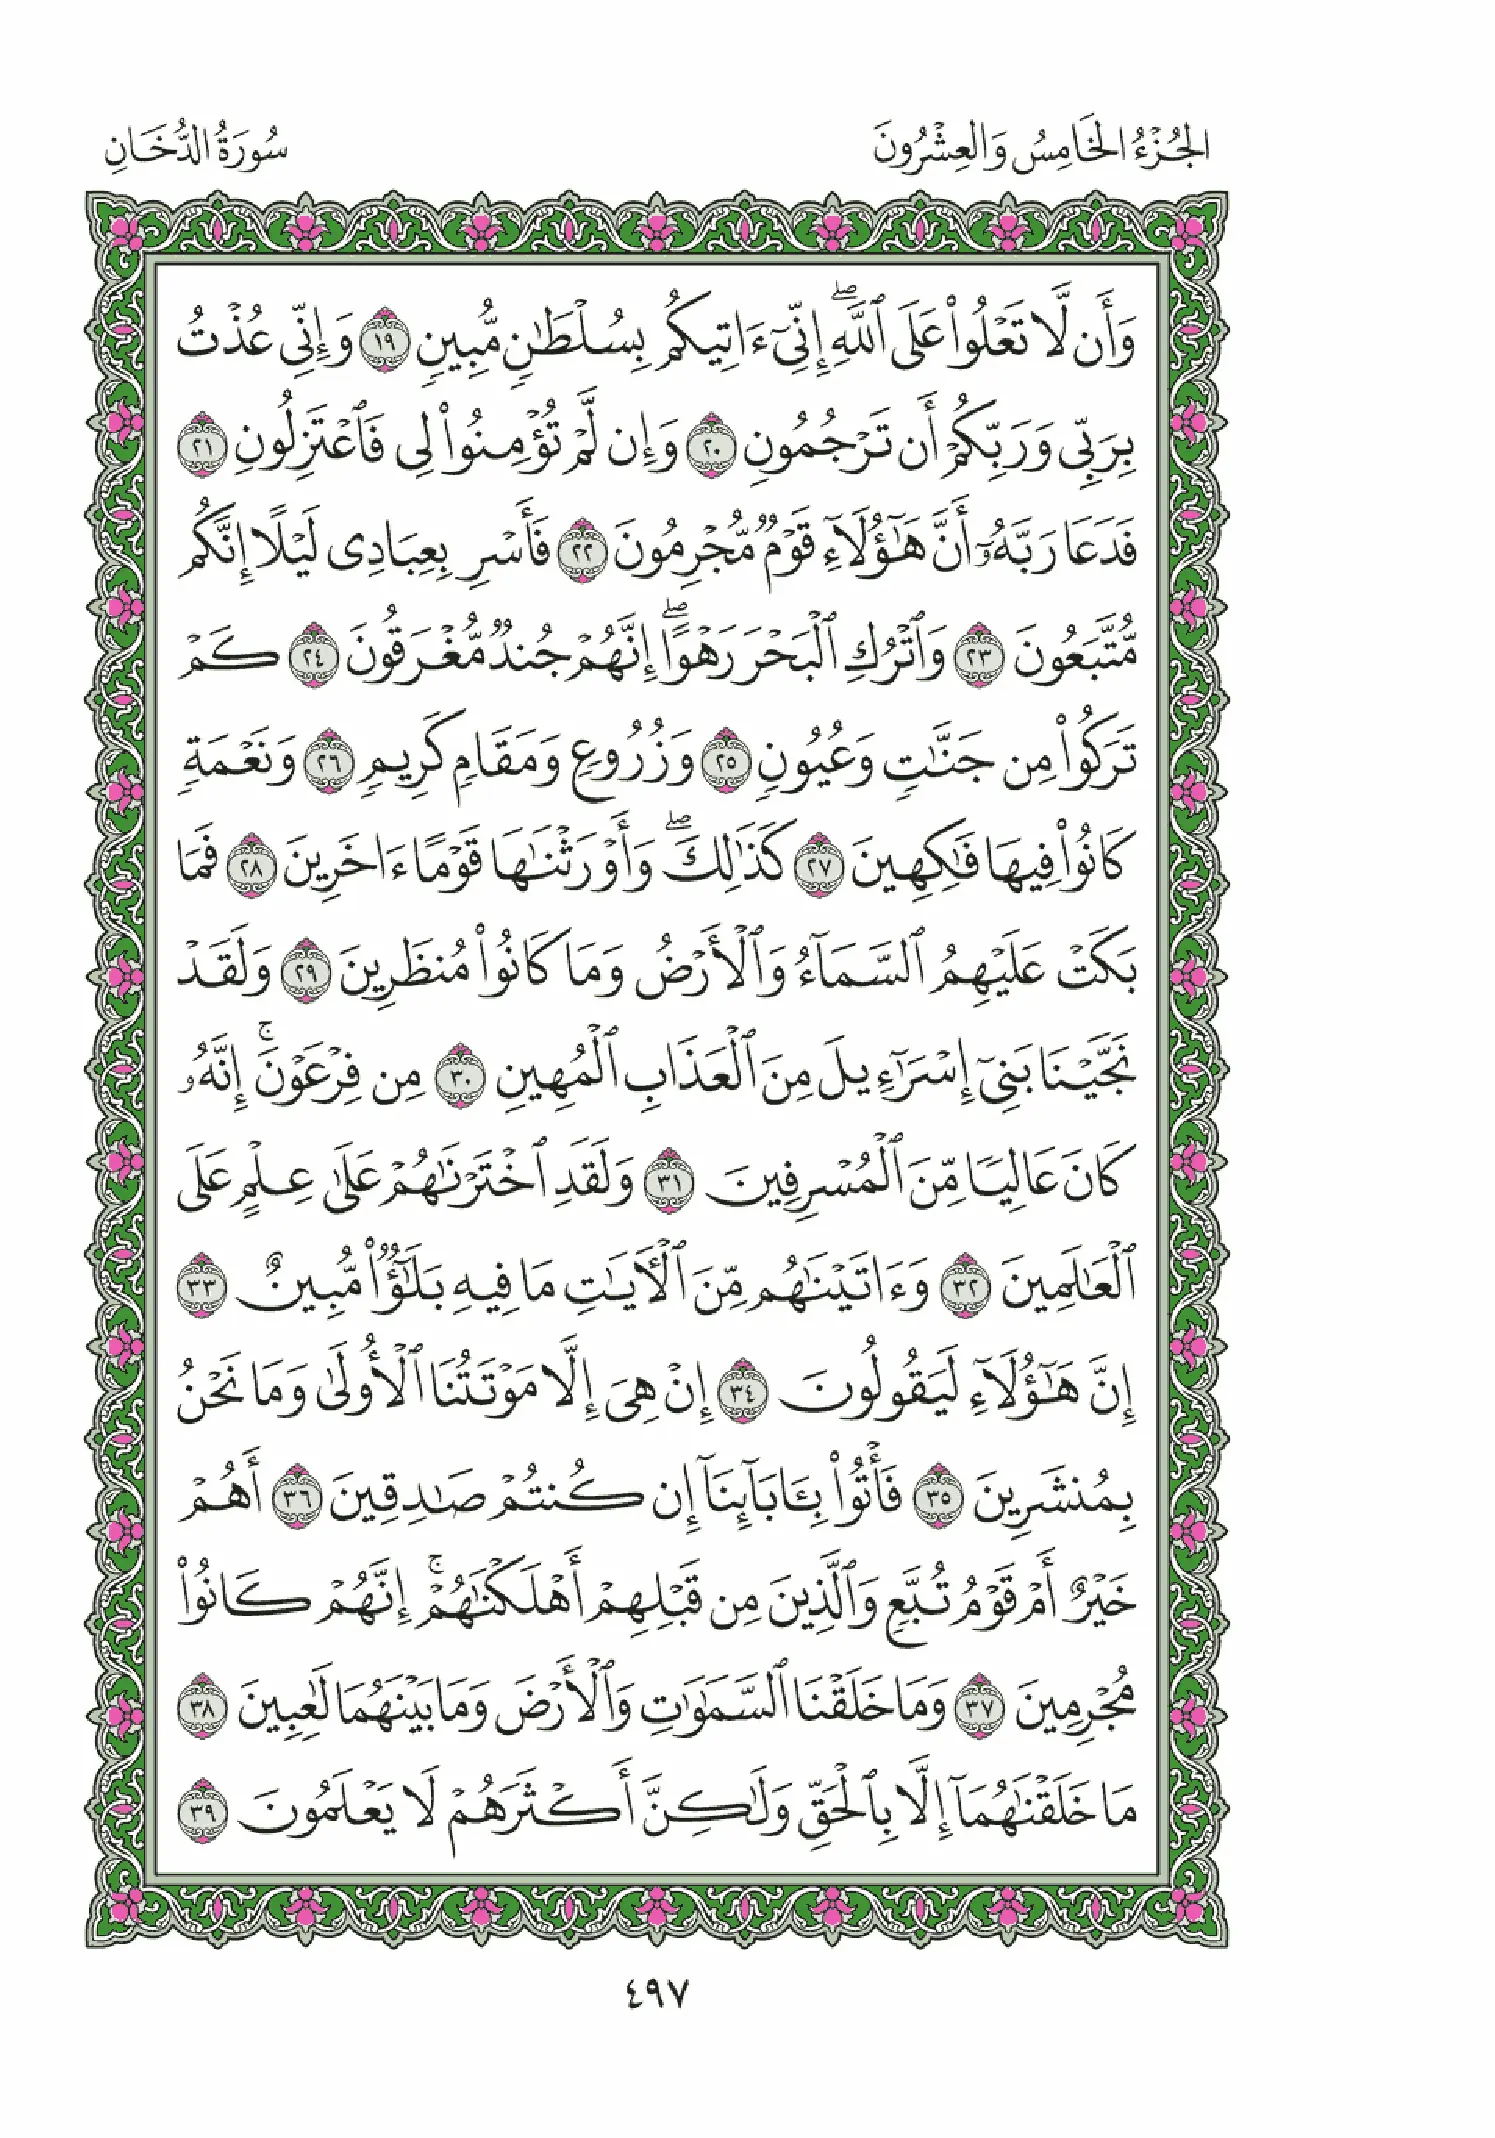 الجُزْءُ الخَامِسُ وَالعِشْرُونَ
سُورَةُ الدُّخَانِ
وَأَن لَّا تَعْلُوا۟ عَلَى ٱللَّهِ ۖ إِنِّىٓ ءَاتِيكُم بِسُلْطَٰنٍ مُّبِينٍ ١٩ وَإِنِّى عُذْتُ
بِرَبِّى وَرَبِّكُمْ أَن تَرْجُمُونِ ٢٠ وَإِن لَّمْ تُؤْمِنُوا۟ لِى فَٱعْتَزِلُونِ ٢١
فَدَعَا رَبَّهُۥٓ أَنَّ هَٰٓؤُلَآءِ قَوْمٌ مُّجْرِمُونَ ٢٢ فَأَسْرِ بِعِبَادِى لَيْلًا إِنَّكُم
مُّتَّبَعُونَ ٢٣ وَٱتْرُكِ ٱلْبَحْرَ رَهْوًا ۖ إِنَّهُمْ جُندٌ مُّغْرَقُونَ ٢٤ كَمْ
تَرَكُوا۟ مِن جَنَّٰتٍ وَعُيُونٍ ٢٥ وَزُرُوعٍ وَمَقَامٍ كَرِيمٍ ٢٦ وَنَعْمَةٍ
كَانُوا۟ فِيهَا فَٰكِهِينَ ٢٧ كَذَٰلِكَ ۖ وَأَوْرَثْنَٰهَا قَوْمًا ءَاخَرِينَ ٢٨ فَمَا
بَكَتْ عَلَيْهِمُ ٱلسَّمَآءُ وَٱلْأَرْضُ وَمَا كَانُوا۟ مُنظَرِينَ ٢٩ وَلَقَدْ
نَجَّيْنَا بَنِىٓ إِسْرَٰٓءِيلَ مِنَ ٱلْعَذَابِ ٱلْمُهِينِ ٣٠ مِن فِرْعَوْنَ ۚ إِنَّهُۥ
كَانَ عَالِيًا مِّنَ ٱلْمُسْرِفِينَ ٣١ وَلَقَدِ ٱخْتَرْنَٰهُمْ عَلَىٰ عِلْمٍ عَلَى
ٱلْعَٰلَمِينَ ٣٢ وَءَاتَيْنَٰهُم مِّنَ ٱلْءَايَٰتِ مَا فِيهِ بَلَٰٓؤٌا۟ مُّبِينٌ ٣٣
إِنَّ هَٰٓؤُلَآءِ لَيَقُولُونَ ٣٤ إِنْ هِىَ إِلَّا مَوْتَتُنَا ٱلْأُولَىٰ وَمَا نَحْنُ
بِمُنشَرِينَ ٣٥ فَأْتُوا۟ بِـَٔابَآئِنَآ إِن كُنتُمْ صَٰدِقِينَ ٣٦ أَهُمْ
خَيْرٌ أَمْ قَوْمُ تُبَّعٍ وَٱلَّذِينَ مِن قَبْلِهِمْ أَهْلَكْنَٰهُمْ ۚ إِنَّهُمْ كَانُوا۟
مُجْرِمِينَ ٣٧ وَمَا خَلَقْنَا ٱلسَّمَٰوَٰتِ وَٱلْأَرْضَ وَمَا بَيْنَهُمَا لَٰعِبِينَ ٣٨
مَا خَلَقْنَٰهُمَآ إِلَّا بِٱلْحَقِّ وَلَٰكِنَّ أَكْثَرَهُمْ لَا يَعْلَمُونَ ٣٩
٤٩٧